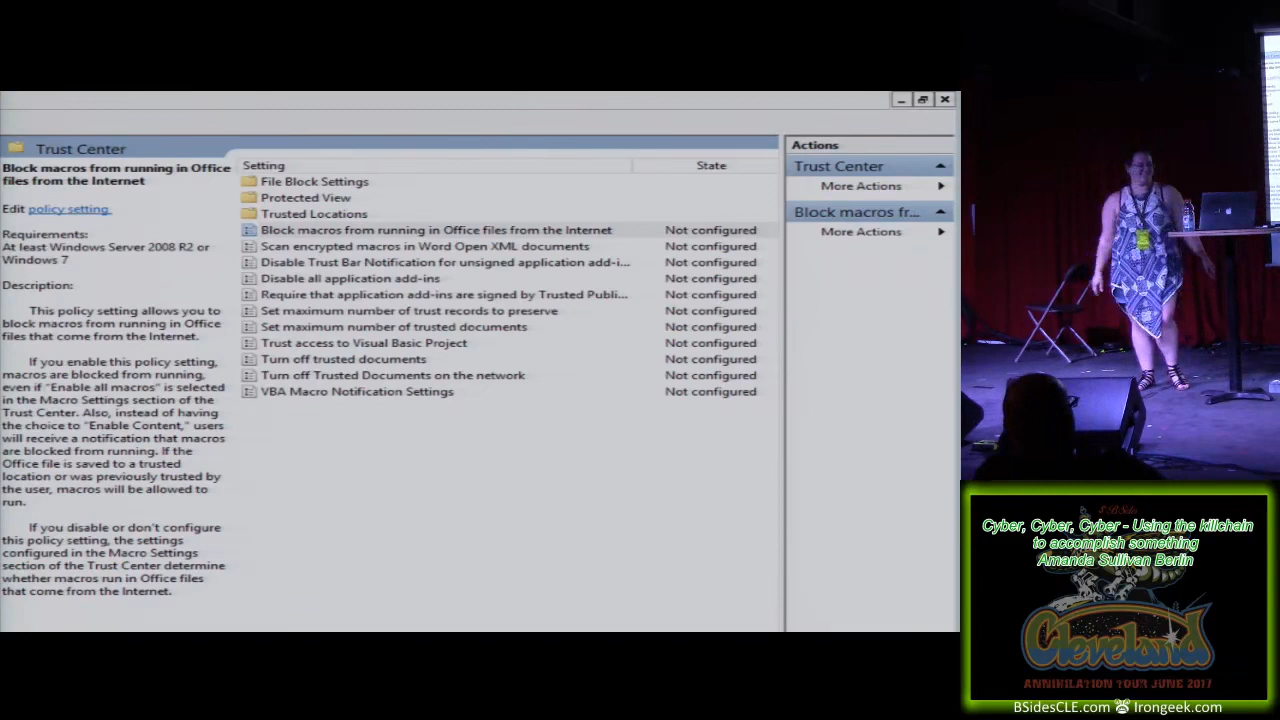 Trust Center
Block macros from running in Office
files from the Internet
Edit policy setting
Requirements:
At least Windows Server 2008 R2 or
Windows 7
Description:
This policy setting allows you to
block macros from running in Office
files that come from the Internet.
If you enable this policy setting,
macros are blocked from running,
even if "Enable all macros" is selected
in the Macro Settings section of the
Trust Center. Also, instead of having
the choice to "Enable Content," users
will receive a notification that macros
are blocked from running. If the
Office file is saved to a trusted
location or was previously trusted by
the user, macros will be allowed to
run.
If you disable or don't configure
this policy setting, the settings
configured in the Macro Settings
section of the Trust Center determine
whether macros run in Office files
that come from the Internet.
Setting State
File Block Settings
Protected View
Trusted Locations
Block macros from running in Office files from the Internet Not configured
Scan encrypted macros in Word Open XML documents Not configured
Disable Trust Bar Notification for unsigned application add-i... Not configured
Disable all application add-ins Not configured
Require that application add-ins are signed by Trusted Publi... Not configured
Set maximum number of trust records to preserve Not configured
Set maximum number of trusted documents Not configured
Trust access to Visual Basic Project Not configured
Turn off trusted documents Not configured
Turn off Trusted Documents on the network Not configured
VBA Macro Notification Settings Not configured
Actions
Trust Center
More Actions
Block macros fr...
More Actions
BSides
Cyber, Cyber, Cyber - Using the killchain
to accomplish something
Amanda Sullivan Berlin
Cleveland
ANNIHILATION TOUR JUNE 2017
BSidesCLE.com Irongeek.com